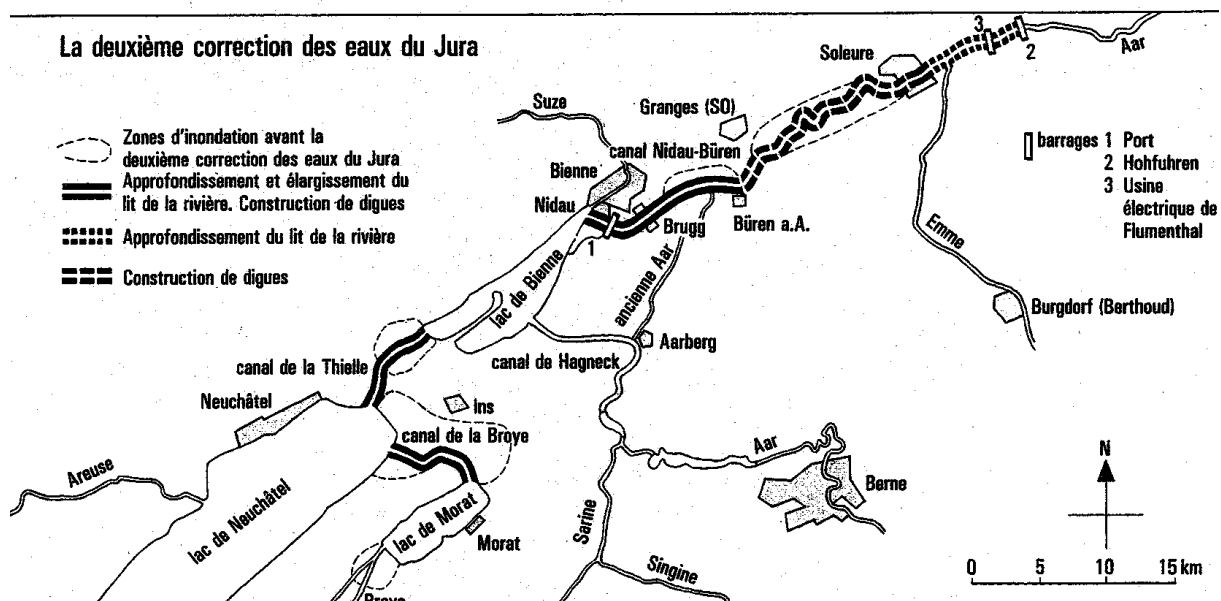 La deuxième correction des eaux du Jura
Zones d'inondation avant la
deuxième correction des eaux du Jura
Approfondissement et élargissement du
lit de la rivière. Construction de digues
Approfondissement du lit de la rivière
Construction de digues
barrages 1 Port
2 Hohfuhren
3 Usine
électrique de
Flumenthal
3
2
Aar
Soleure
Suze
Granges (SO)
canal Nidau-Büren
Bienne
Nidau
Brugg
Büren a.A.
1
Emme
lac de Bienne
ancienne Aar
Burgdorf (Berthoud)
Aarberg
canal de Hagneck
canal de la Thielle
Neuchâtel
Ins
canal de la Broye
Aar
Berne
Areuse
lac de Neuchâtel
lac de Morat
Morat
Sarine
Singine
Broye
N
0 5 10 15 km